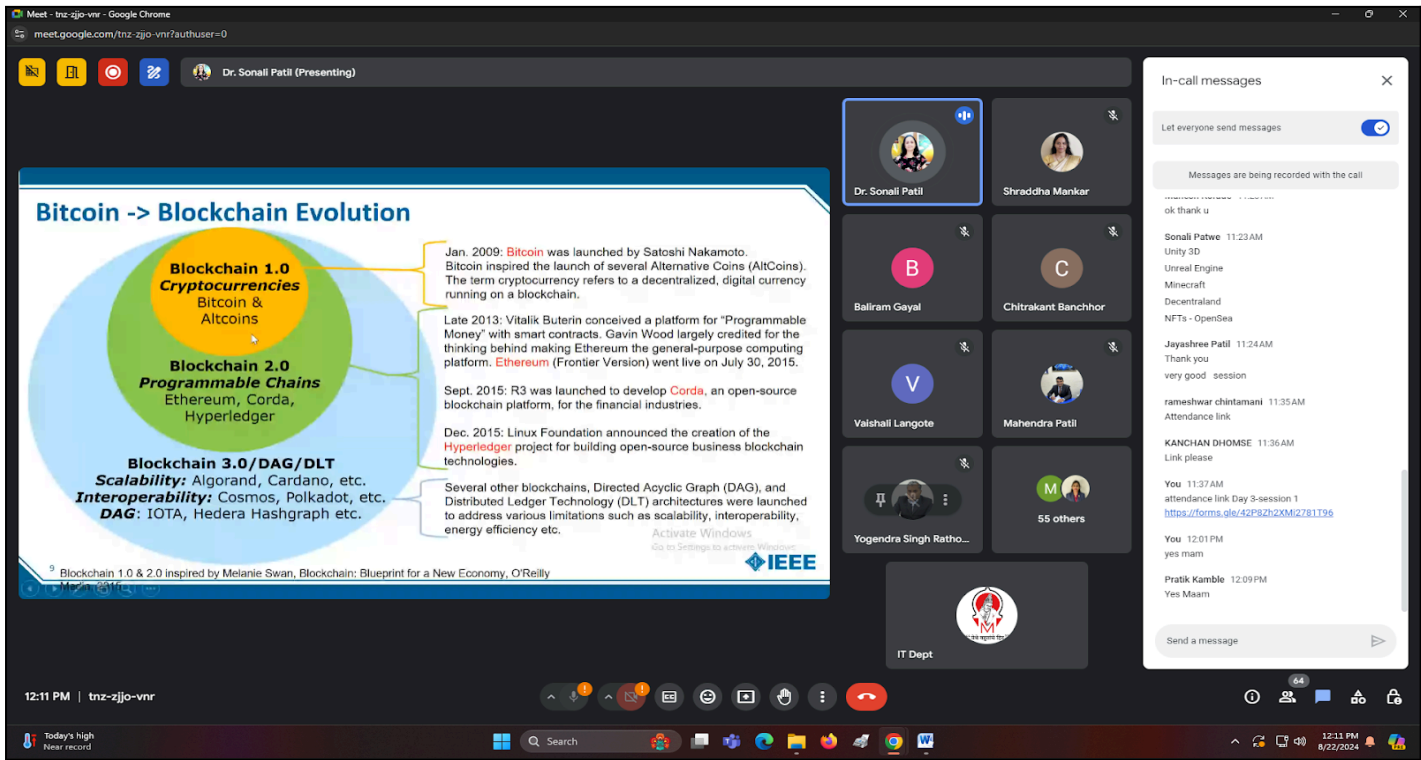 Meet - tnz-zjjo-vnr - Google Chrome
meet.google.com/tnz-zjjo-vnr?authuser=0
Dr. Sonali Patil (Presenting)
Bitcoin -> Blockchain Evolution
Blockchain 1.0
Cryptocurrencies
Bitcoin &
Altcoins
Blockchain 2.0
Programmable Chains
Ethereum, Corda,
Hyperledger
Blockchain 3.0/DAG/DLT
Scalability: Algorand, Cardano, etc.
Interoperability: Cosmos, Polkadot, etc.
DAG: IOTA, Hedera Hashgraph etc.
Jan. 2009: Bitcoin was launched by Satoshi Nakamoto.
Bitcoin inspired the launch of several Alternative Coins (AltCoins).
The term cryptocurrency refers to a decentralized, digital currency
running on a blockchain.
Late 2013: Vitalik Buterin conceived a platform for “Programmable
Money” with smart contracts. Gavin Wood largely credited for the
thinking behind making Ethereum the general-purpose computing
platform. Ethereum (Frontier Version) went live on July 30, 2015.
Sept. 2015: R3 was launched to develop Corda, an open-source
blockchain platform, for the financial industries.
Dec. 2015: Linux Foundation announced the creation of the
Hyperledger project for building open-source business blockchain
technologies.
Several other blockchains, Directed Acyclic Graph (DAG), and
Distributed Ledger Technology (DLT) architectures were launched
to address various limitations such as scalability, interoperability,
energy efficiency etc.
Activate Windows
Go to Settings to activate Windows.
IEEE
9 Blockchain 1.0 & 2.0 inspired by Melanie Swan, Blockchain: Blueprint for a New Economy, O'Reilly
Media, 2015
Dr. Sonali Patil
Shraddha Mankar
B
Baliram Gayal
C
Chitrakant Banchhor
V
Vaishali Langote
Mahendra Patil
Yogendra Singh Ratho...
M
55 others
M
IT Dept
In-call messages
Let everyone send messages
Messages are being recorded with the call
ok thank u
Sonali Patwe 11:23 AM
Unity 3D
Unreal Engine
Minecraft
Decentraland
NFTs - OpenSea
Jayashree Patil 11:24 AM
Thank you
very good session
rameshwar chintamani 11:35 AM
Attendance link
KANCHAN DHOMSE 11:36 AM
Link please
You 11:37 AM
attendance link Day 3-session 1
https://forms.gle/42P8Zh2XMi2781T96
You 12:01 PM
yes mam
Pratik Kamble 12:09 PM
Yes Maam
Send a message
12:11 PM | tnz-zjjo-vnr
64
Today's high
Near record
Search
12:11 PM
8/22/2024